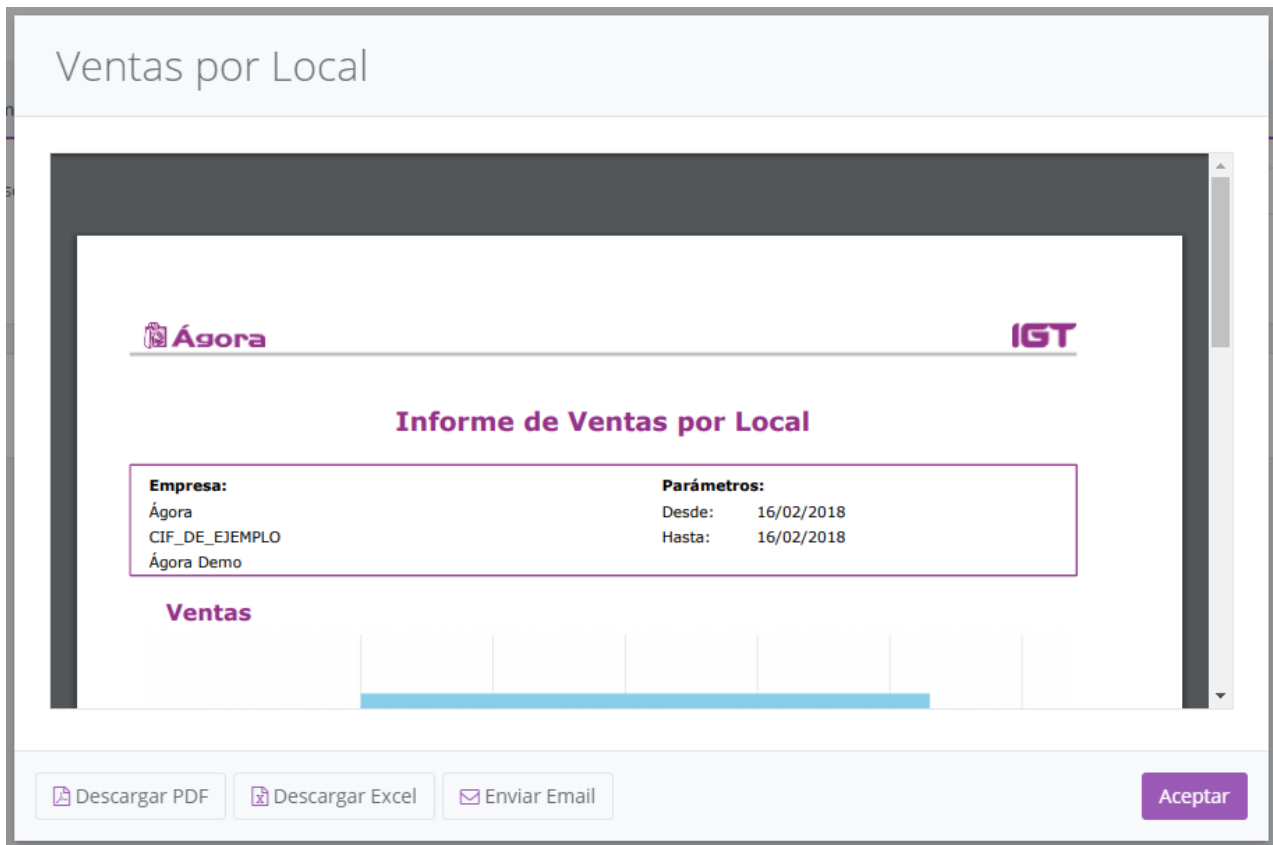 Ventas por Local
Ágora
IGT
Informe de Ventas por Local
Empresa:
Ágora
CIF_DE_EJEMPLO
Ágora Demo
Parámetros:
Desde: 16/02/2018
Hasta: 16/02/2018
Ventas
Descargar PDF
Descargar Excel
Enviar Email
Aceptar